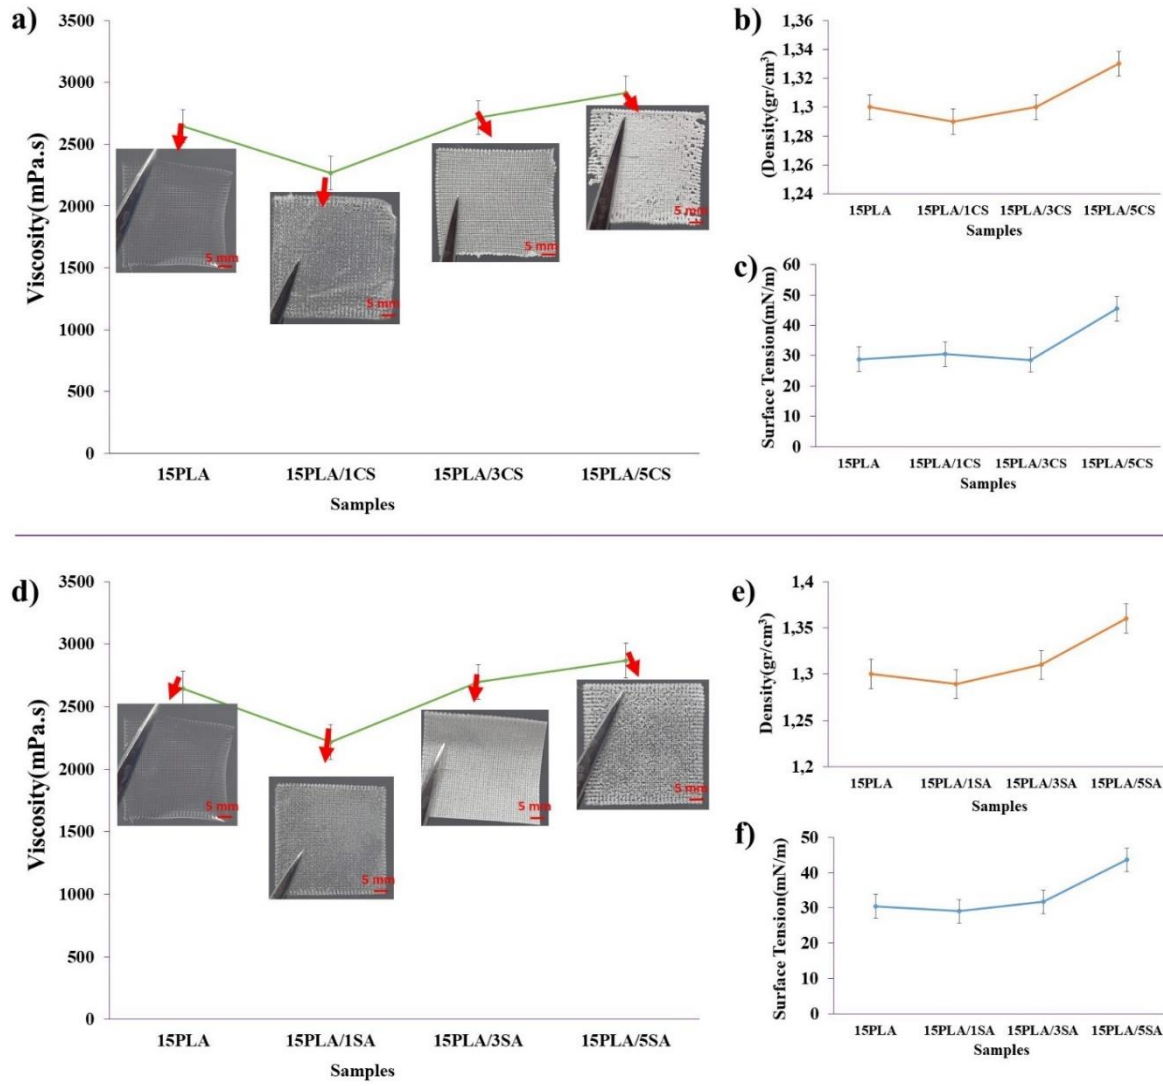 a)
Viscosity(mPa.s)
3500
3000
2500
2000
1500
1000
500
0
5 mm
5 mm
5 mm
5 mm
15PLA
15PLA/1CS
15PLA/3CS
15PLA/5CS
Samples
b)
(Density(gr/cm³)
1,36
1,34
1,32
1,3
1,28
1,26
1,24
15PLA
15PLA/1CS
15PLA/3CS
15PLA/5CS
Samples
c)
Surface Tension(mN/m)
60
50
40
30
20
10
0
15PLA
15PLA/1CS
15PLA/3CS
15PLA/5CS
Samples
d)
Viscosity(mPa.s)
3500
3000
2500
2000
1500
1000
500
0
5 mm
5 mm
5 mm
5 mm
15PLA
15PLA/1SA
15PLA/3SA
15PLA/5SA
Samples
e)
Density(gr/cm³)
1,4
1,35
1,3
1,25
1,2
15PLA
15PLA/1SA
15PLA/3SA
15PLA/5SA
Samples
f)
Surface Tension(mN/m)
50
40
30
20
10
0
15PLA
15PLA/1SA
15PLA/3SA
15PLA/5SA
Samples